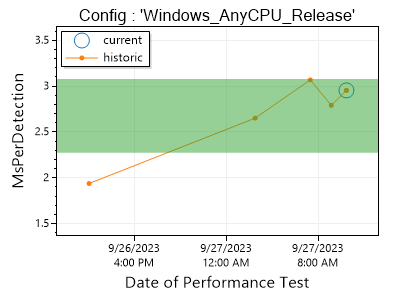 Config : 'Windows_AnyCPU_Release'
current
historic
3.5
3
2.5
2
1.5
MsPerDetection
9/26/2023 9/27/2023 9/27/2023
4:00 PM 12:00 AM 8:00 AM
Date of Performance Test